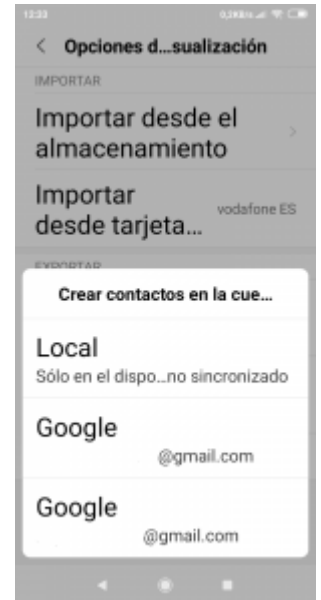 12:33
< Opciones d...sualización
IMPORTAR
Importar desde el
almacenamiento
Importar
desde tarjeta...
vodafone ES
EXPORTAR
Crear contactos en la cue...
Local
Sólo en el dispo...no sincronizado
Google
@gmail.com
Google
@gmail.com